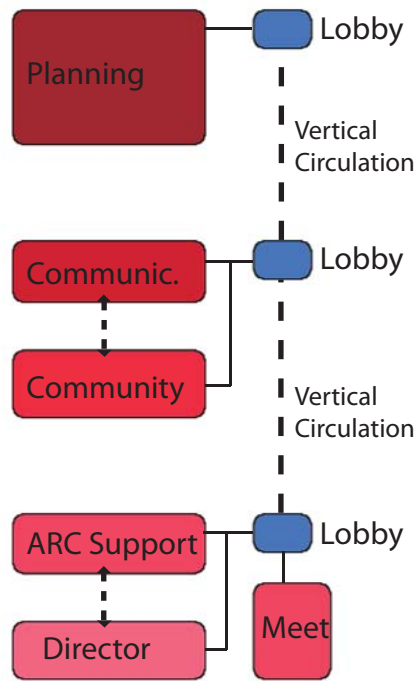 Planning
Lobby
Vertical
Circulation
Communic.
Lobby
Community
Vertical
Circulation
ARC Support
Lobby
Director
Meet